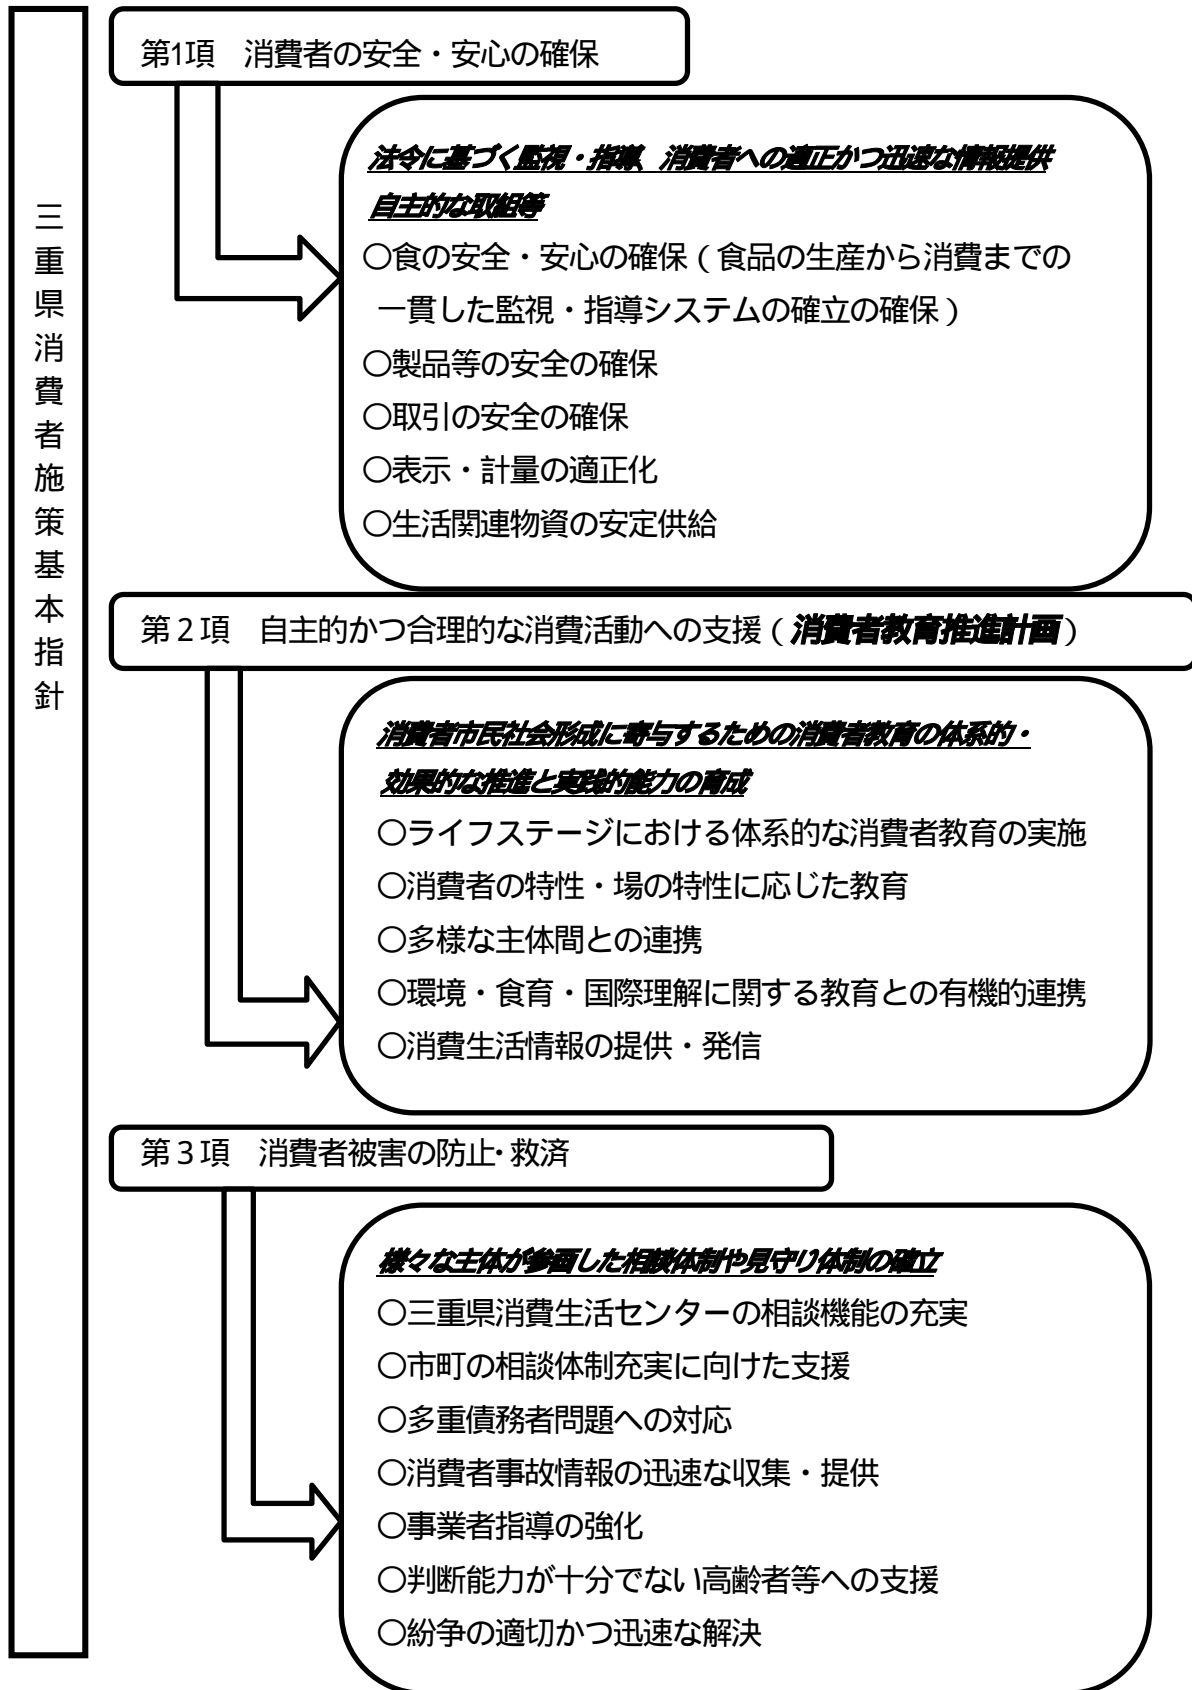 三重県消費者施策基本指針
第1項　消費者の安全・安心の確保
法令に基づく監視・指導、消費者への適正かつ迅速な情報提供
自主的な取組等
○食の安全・安心の確保（食品の生産から消費までの
一貫した監視・指導システムの確立の確保）
○製品等の安全の確保
○取引の安全の確保
○表示・計量の適正化
○生活関連物資の安定供給
第２項　自主的かつ合理的な消費活動への支援（消費者教育推進計画）
消費者市民社会形成に寄与するための消費者教育の体系的・
効果的な推進と実践的能力の育成
○ライフステージにおける体系的な消費者教育の実施
○消費者の特性・場の特性に応じた教育
○多様な主体間との連携
○環境・食育・国際理解に関する教育との有機的連携
○消費生活情報の提供・発信
第３項　消費者被害の防止・救済
様々な主体が参画した相談体制や見守り体制の確立
○三重県消費生活センターの相談機能の充実
○市町の相談体制充実に向けた支援
○多重債務者問題への対応
○消費者事故情報の迅速な収集・提供
○事業者指導の強化
○判断能力が十分でない高齢者等への支援
○紛争の適切かつ迅速な解決